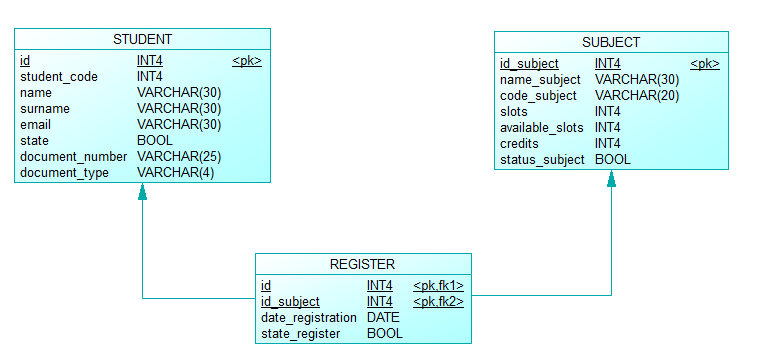 STUDENT
id INT4 <pk>
student_code INT4
name VARCHAR(30)
surname VARCHAR(30)
email VARCHAR(30)
state BOOL
document_number VARCHAR(25)
document_type VARCHAR(4)
SUBJECT
id_subject INT4 <pk>
name_subject VARCHAR(30)
code_subject VARCHAR(20)
slots INT4
available_slots INT4
credits INT4
status_subject BOOL
REGISTER
id INT4 <pk,fk1>
id_subject INT4 <pk,fk2>
date_registration DATE
state_register BOOL